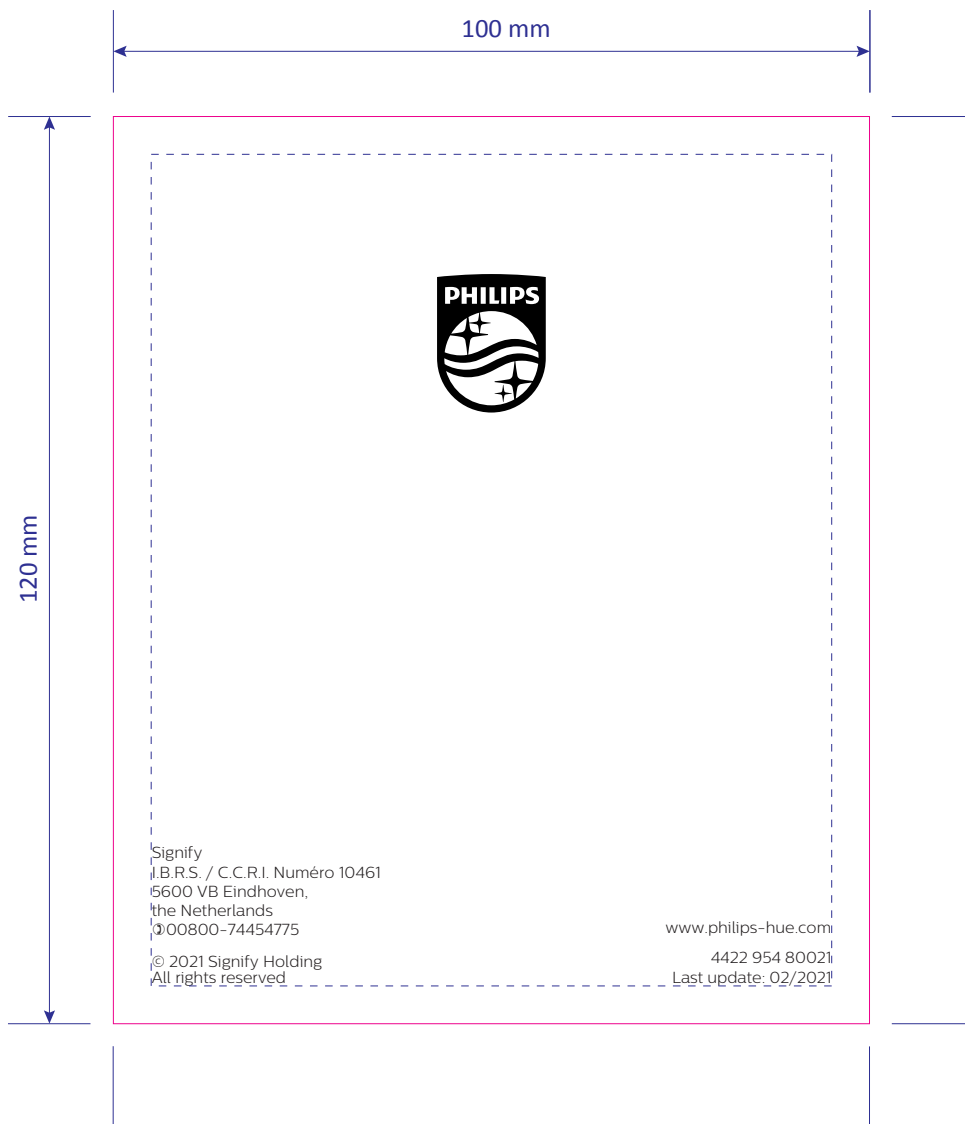 100 mm
120 mm
PHILIPS
Signify
I.B.R.S. / C.C.R.I. Numéro 10461
5600 VB Eindhoven,
the Netherlands
✆00800-74454775
© 2021 Signify Holding
All rights reserved
www.philips-hue.com
4422 954 80021
Last update: 02/2021